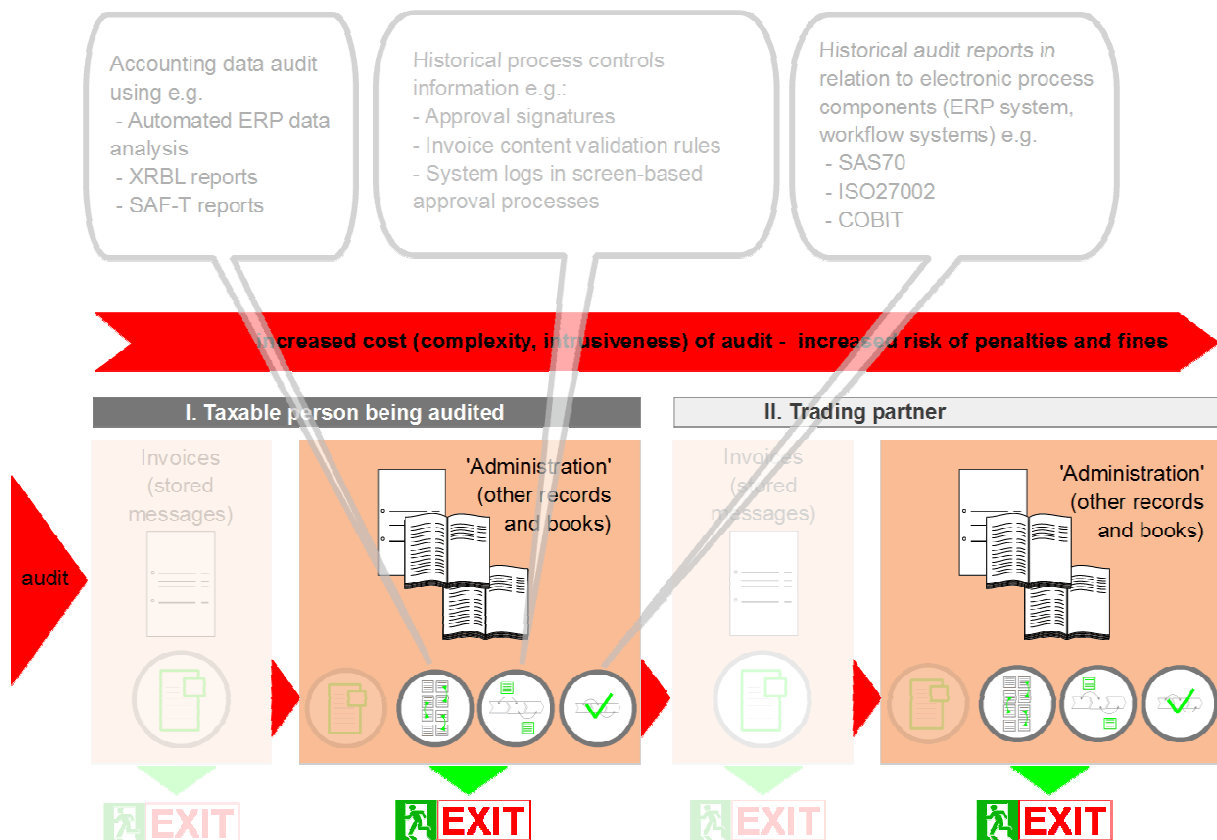 Accounting data audit
using e.g.
- Automated ERP data
analysis
- XRBL reports
- SAF-T reports
Historical process controls
information e.g.:
- Approval signatures
- Invoice content validation rules
- System logs in screen-based
approval processes
Historical audit reports in
relation to electronic process
components (ERP system,
workflow systems) e.g.
- SAS70
- ISO27002
- COBIT
increased cost (complexity, intrusiveness) of audit - increased risk of penalties and fines
I. Taxable person being audited
II. Trading partner
audit
Invoices
(stored
messages)
'Administration'
(other records
and books)
Invoices
(stored
messages)
'Administration'
(other records
and books)
EXIT
EXIT
EXIT
EXIT